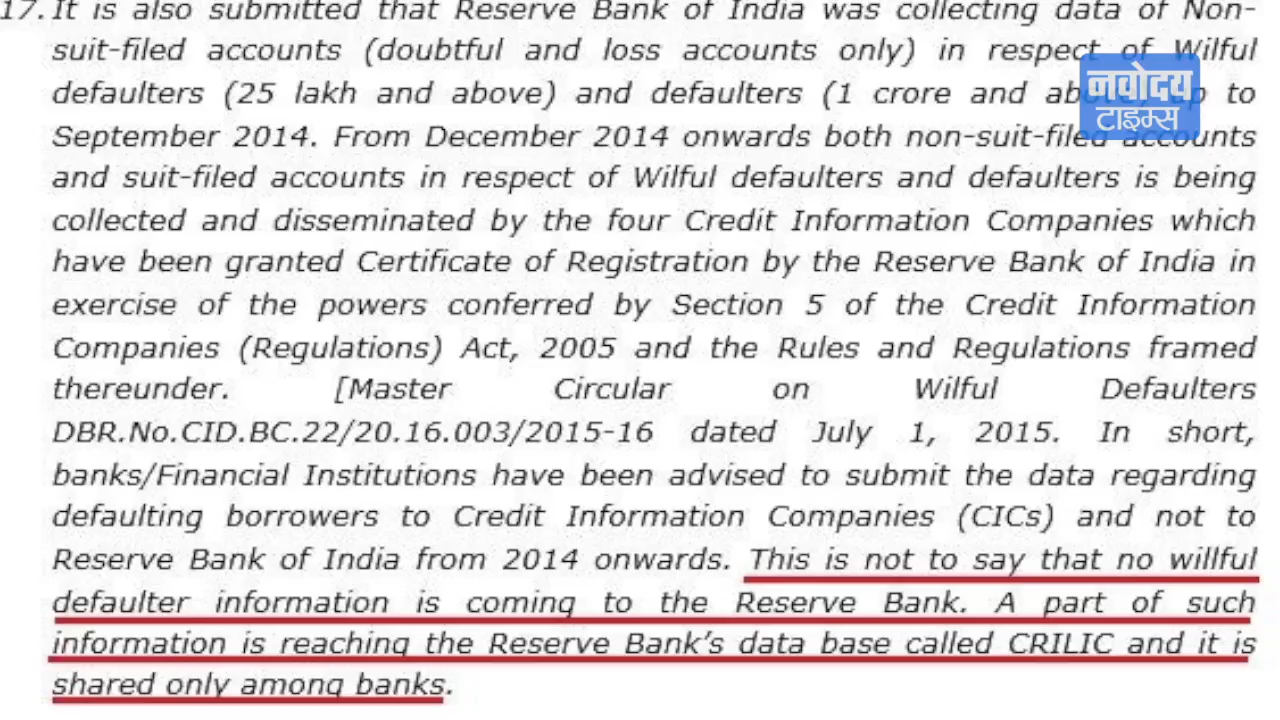 17. It is also submitted that Reserve Bank of India was collecting data of Non-
suit-filed accounts (doubtful and loss accounts only) in respect of Wilful
defaulters (25 lakh and above) and defaulters (1 crore and up to
September 2014. From December 2014 onwards both non-suit-filed accounts
and suit-filed accounts in respect of Wilful defaulters and defaulters is being
collected and disseminated by the four Credit Information Companies which
have been granted Certificate of Registration by the Reserve Bank of India in
exercise of the powers conferred by Section 5 of the Credit Information
Companies (Regulations) Act, 2005 and the Rules and Regulations framed
thereunder. [Master Circular on Wilful Defaulters
DBR.No.CID.BC.22/20.16.003/2015-16 dated July 1, 2015. In short,
banks/Financial Institutions have been advised to submit the data regarding
defaulting borrowers to Credit Information Companies (CICs) and not to
Reserve Bank of India from 2014 onwards. This is not to say that no willful
defaulter information is coming to the Reserve Bank. A part of such
information is reaching the Reserve Bank's data base called CRILIC and it is
shared only among banks.
नवोदय
टाइम्स